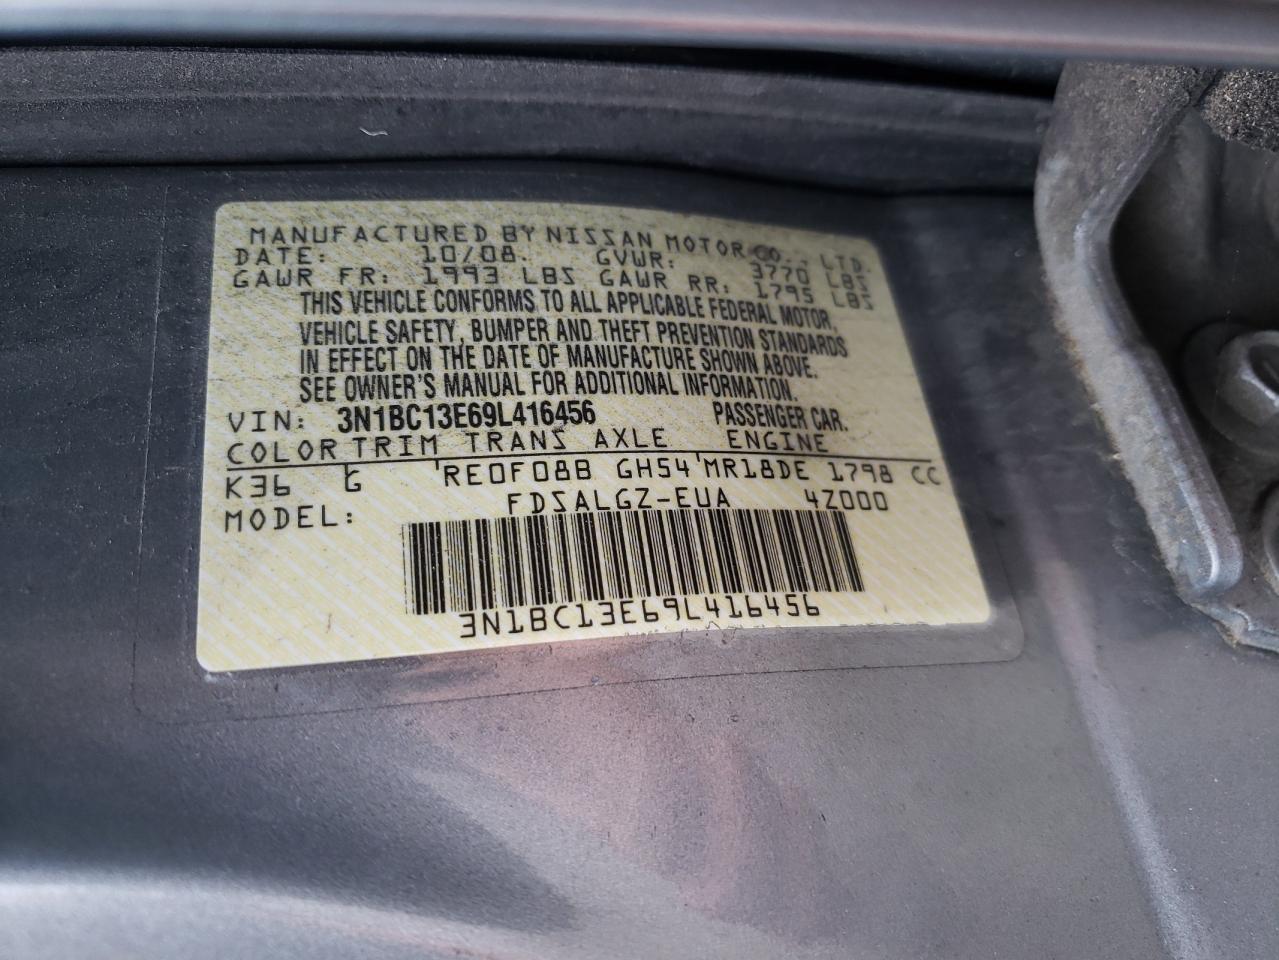 MANUFACTURED BY NISSAN MOTOR CO., LTD.
DATE: 10/08. GVWR: 3770 LBS
GAWR FR: 1993 LBS GAWR RR: 1795 LBS
THIS VEHICLE CONFORMS TO ALL APPLICABLE FEDERAL MOTOR
VEHICLE SAFETY, BUMPER AND THEFT PREVENTION STANDARDS
IN EFFECT ON THE DATE OF MANUFACTURE SHOWN ABOVE.
SEE OWNER'S MANUAL FOR ADDITIONAL INFORMATION.
VIN: 3N1BC13E69L416456 PASSENGER CAR.
COLOR TRIM TRANS AXLE ENGINE
K36 G RE0F08B GH54 MR18DE 1798 CC
MODEL: FDSALGZ-EUA 4Z000
3N1BC13E69L416456